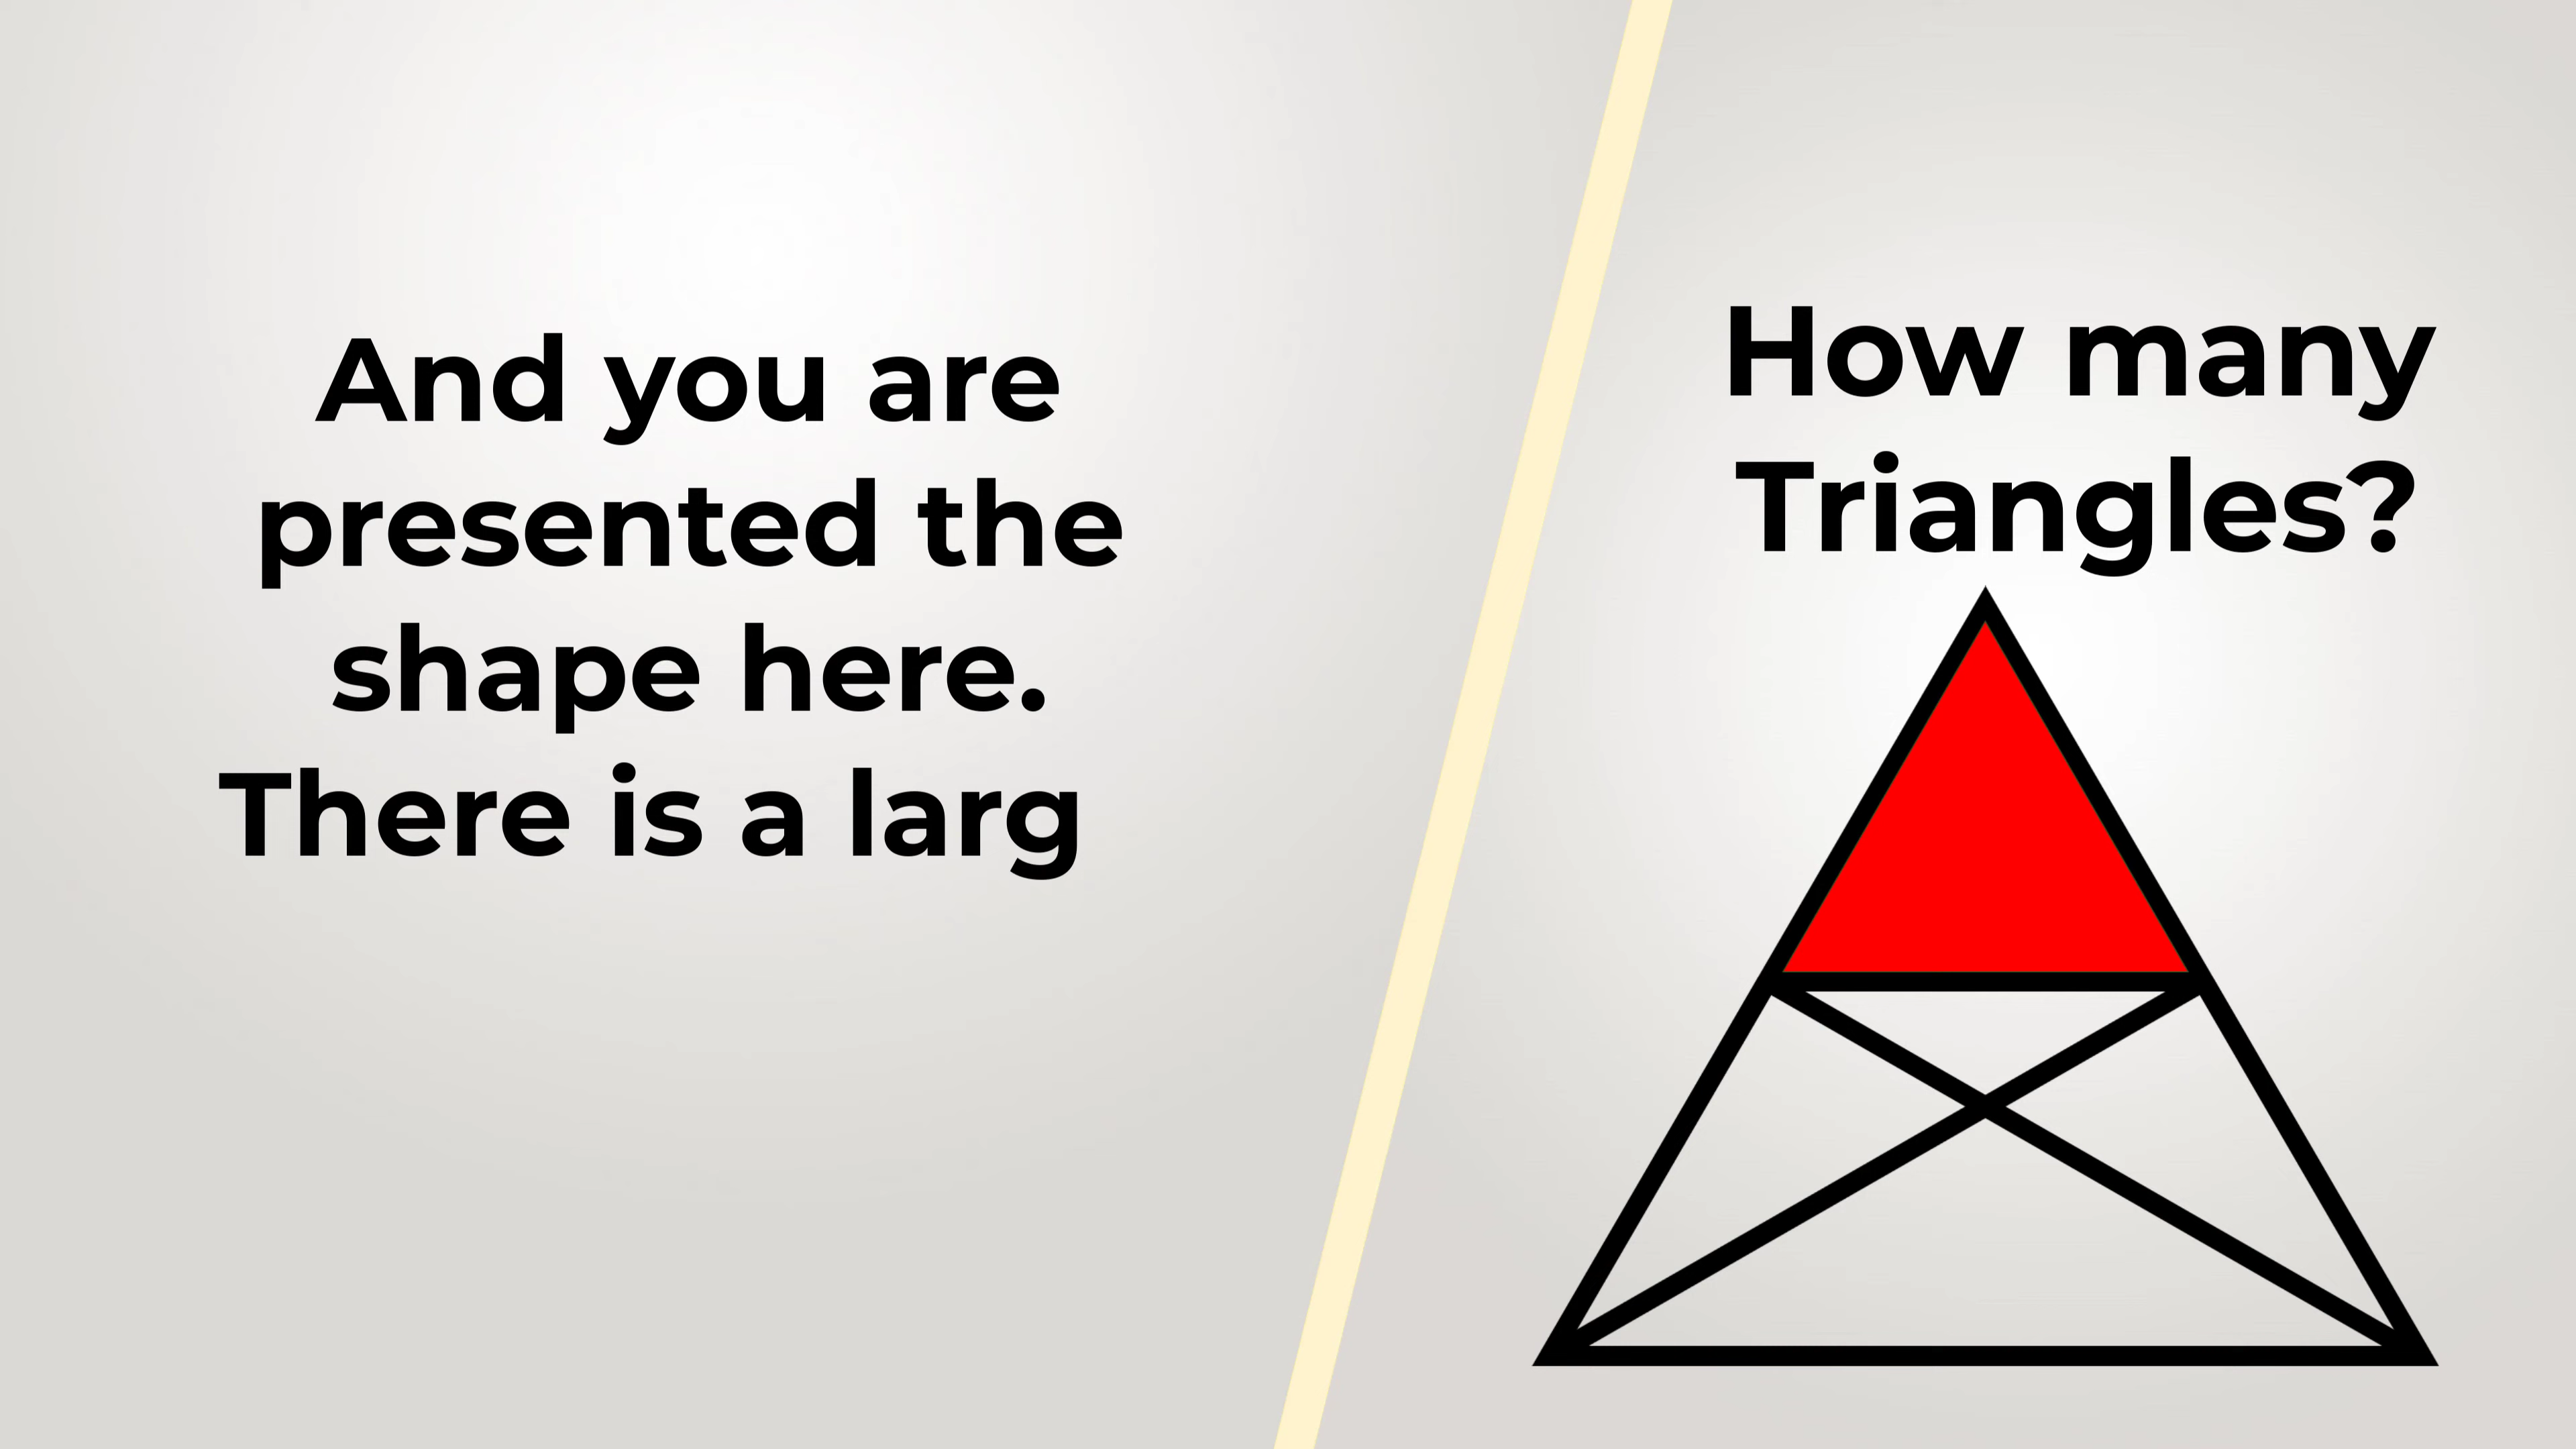 And you are
presented the
shape here.
There is a larg
How many
Triangles?